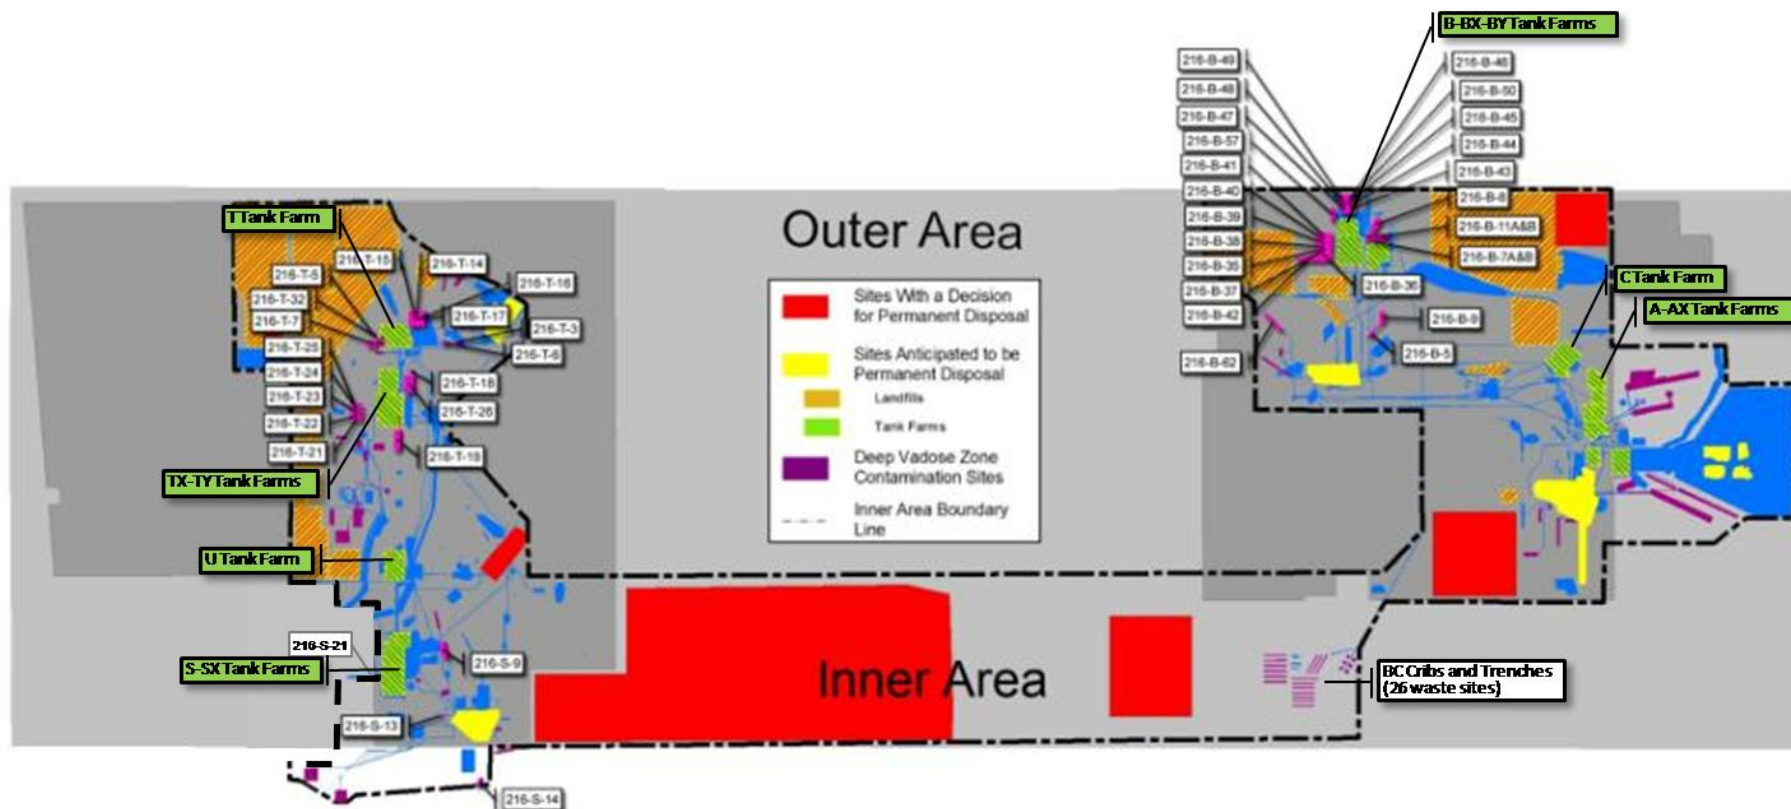 B-BX-BY Tank Farms
216-B-49
216-B-48
216-B-47
216-B-57
216-B-41
216-B-40
216-B-39
216-B-38
216-B-35
216-B-37
216-B-42
216-B-62
216-B-46
216-B-50
216-B-45
216-B-44
216-B-43
216-B-8
216-B-11A&B
216-B-7A&B
216-B-36
216-B-9
216-B-5
C Tank Farm
A-AX Tank Farms
T Tank Farm
216-T-15
216-T-14
216-T-5
216-T-16
216-T-32
216-T-17
216-T-7
216-T-3
216-T-6
216-T-25
216-T-24
216-T-18
216-T-23
216-T-26
216-T-22
216-T-21
216-T-19
TX-TY Tank Farms
U Tank Farm
216-S-21
S-SX Tank Farms
216-S-9
216-S-13
216-S-14
Outer Area
Sites With a Decision
for Permanent Disposal
Sites Anticipated to be
Permanent Disposal
Landfills
Tank Farms
Deep Vadose Zone
Contamination Sites
Inner Area Boundary
Line
Inner Area
BC Cribs and Trenches
(26 waste sites)